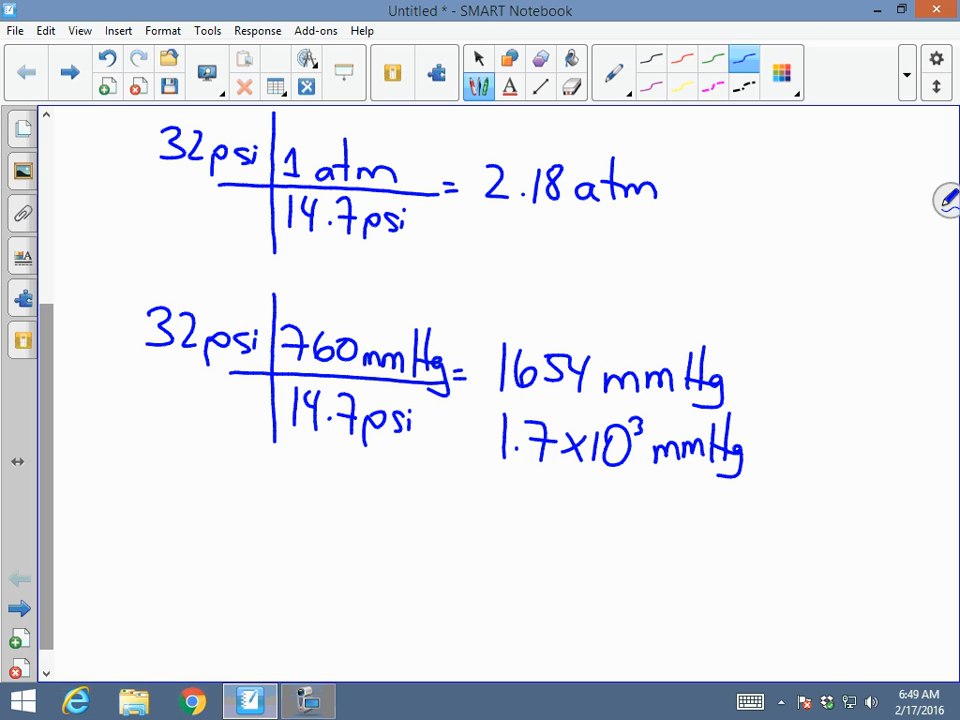 Untitled * - SMART Notebook
File Edit View Insert Format Tools Response Add-ons Help
32psi 1 atm = 2.18 atm
14.7psi
32psi 760mmHg = 1654 mmHg
14.7psi 1.7×10³ mmHg
6:49 AM
2/17/2016